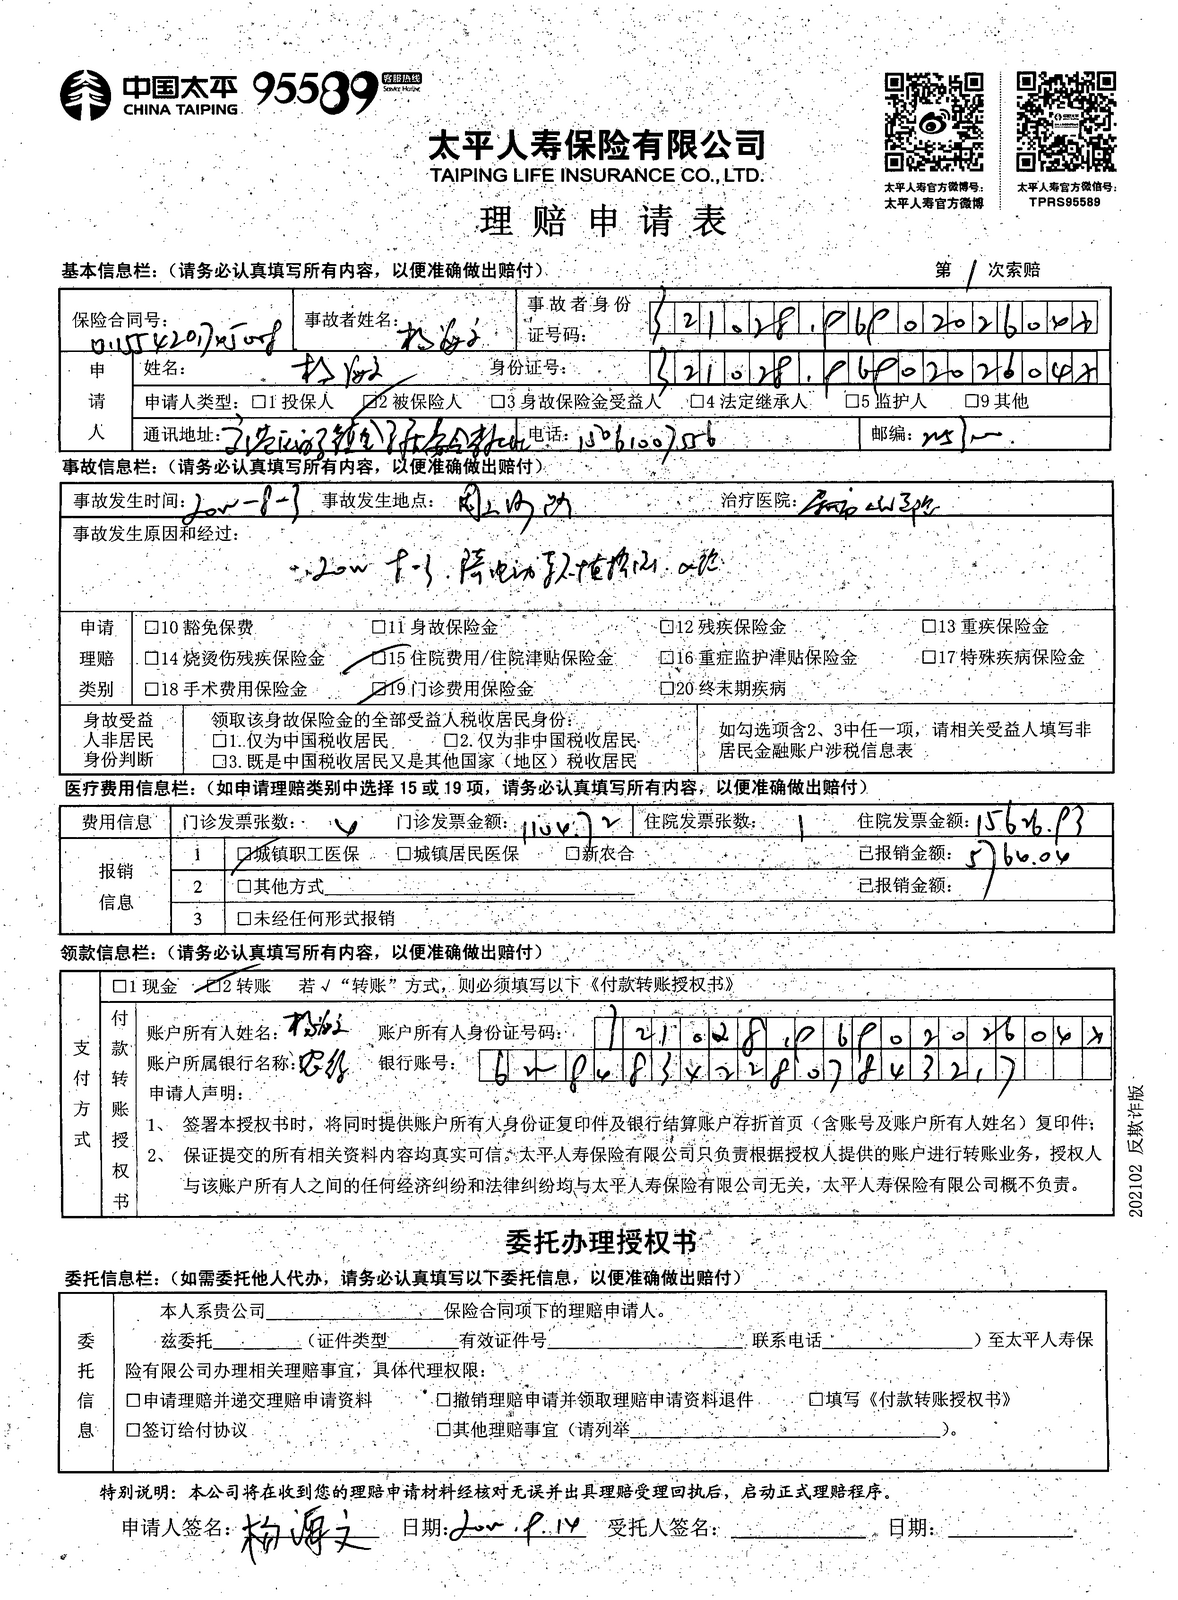 中国太平 95589 客服热线
CHINA TAIPING Service Hotline
太平人寿保险有限公司
TAIPING LIFE INSURANCE CO., LTD.
理赔申请表
太平人寿官方微博号:
太平人寿官方微博
太平人寿官方微信号:
TPRS95589
基本信息栏:(请务必认真填写所有内容,以便准确做出赔付) 第 1 次索赔
保险合同号: 事故者姓名: 事故者身份证号码:
申请人
姓名: 身份证号:
申请人类型: □1 投保人 □2 被保险人 □3 身故保险金受益人 □4 法定继承人 □5 监护人 □9 其他
通讯地址: 电话: 15061007556 邮编:
事故信息栏:(请务必认真填写所有内容,以便准确做出赔付)
事故发生时间: 事故发生地点: 治疗医院:
事故发生原因和经过:
申请理赔类别
□10 豁免保费 □11 身故保险金 □12 残疾保险金 □13 重疾保险金
□14 烧烫伤残疾保险金 □15 住院费用/住院津贴保险金 □16 重症监护津贴保险金 □17 特殊疾病保险金
□18 手术费用保险金 □19 门诊费用保险金 □20 终末期疾病
身故受益人非居民身份判断
领取该身故保险金的全部受益人税收居民身份:
□1.仅为中国税收居民 □2.仅为非中国税收居民
□3.既是中国税收居民又是其他国家(地区)税收居民
如勾选项含2、3中任一项,请相关受益人填写非
居民金融账户涉税信息表
医疗费用信息栏:(如申请理赔类别中选择 15 或 19 项,请务必认真填写所有内容,以便准确做出赔付)
费用信息 门诊发票张数: 4 门诊发票金额: 1104.72 住院发票张数: 1 住院发票金额: 15626.93
报销信息
1 □城镇职工医保 □城镇居民医保 □新农合 已报销金额: 5764.04
2 □其他方式 已报销金额:
3 □未经任何形式报销
领款信息栏:(请务必认真填写所有内容,以便准确做出赔付)
支付方式
□1 现金 □2 转账 若√“转账”方式,则必须填写以下《付款转账授权书》
付款转账授权书
账户所有人姓名: 账户所有人身份证号码:
账户所属银行名称: 农行 银行账号:
申请人声明:
1、 签署本授权书时,将同时提供账户所有人身份证复印件及银行结算账户存折首页(含账号及账户所有人姓名)复印件;
2、 保证提交的所有相关资料内容均真实可信。太平人寿保险有限公司只负责根据授权人提供的账户进行转账业务,授权人
与该账户所有人之间的任何经济纠纷和法律纠纷均与太平人寿保险有限公司无关,太平人寿保险有限公司概不负责。
202102 反欺诈版
委托办理授权书
委托信息栏:(如需委托他人代办,请务必认真填写以下委托信息,以便准确做出赔付)
委托信息
本人系贵公司____________保险合同项下的理赔申请人。
兹委托______(证件类型_____有效证件号____________ 联系电话__________)至太平人寿保
险有限公司办理相关理赔事宜,具体代理权限:
□申请理赔并递交理赔申请资料 □撤销理赔申请并领取理赔申请资料退件 □填写《付款转账授权书》
□签订给付协议 □其他理赔事宜(请列举____________________)。
特别说明:本公司将在收到您的理赔申请材料经核对无误并出具理赔受理回执后,启动正式理赔程序。
申请人签名: 日期: 受托人签名: 日期: